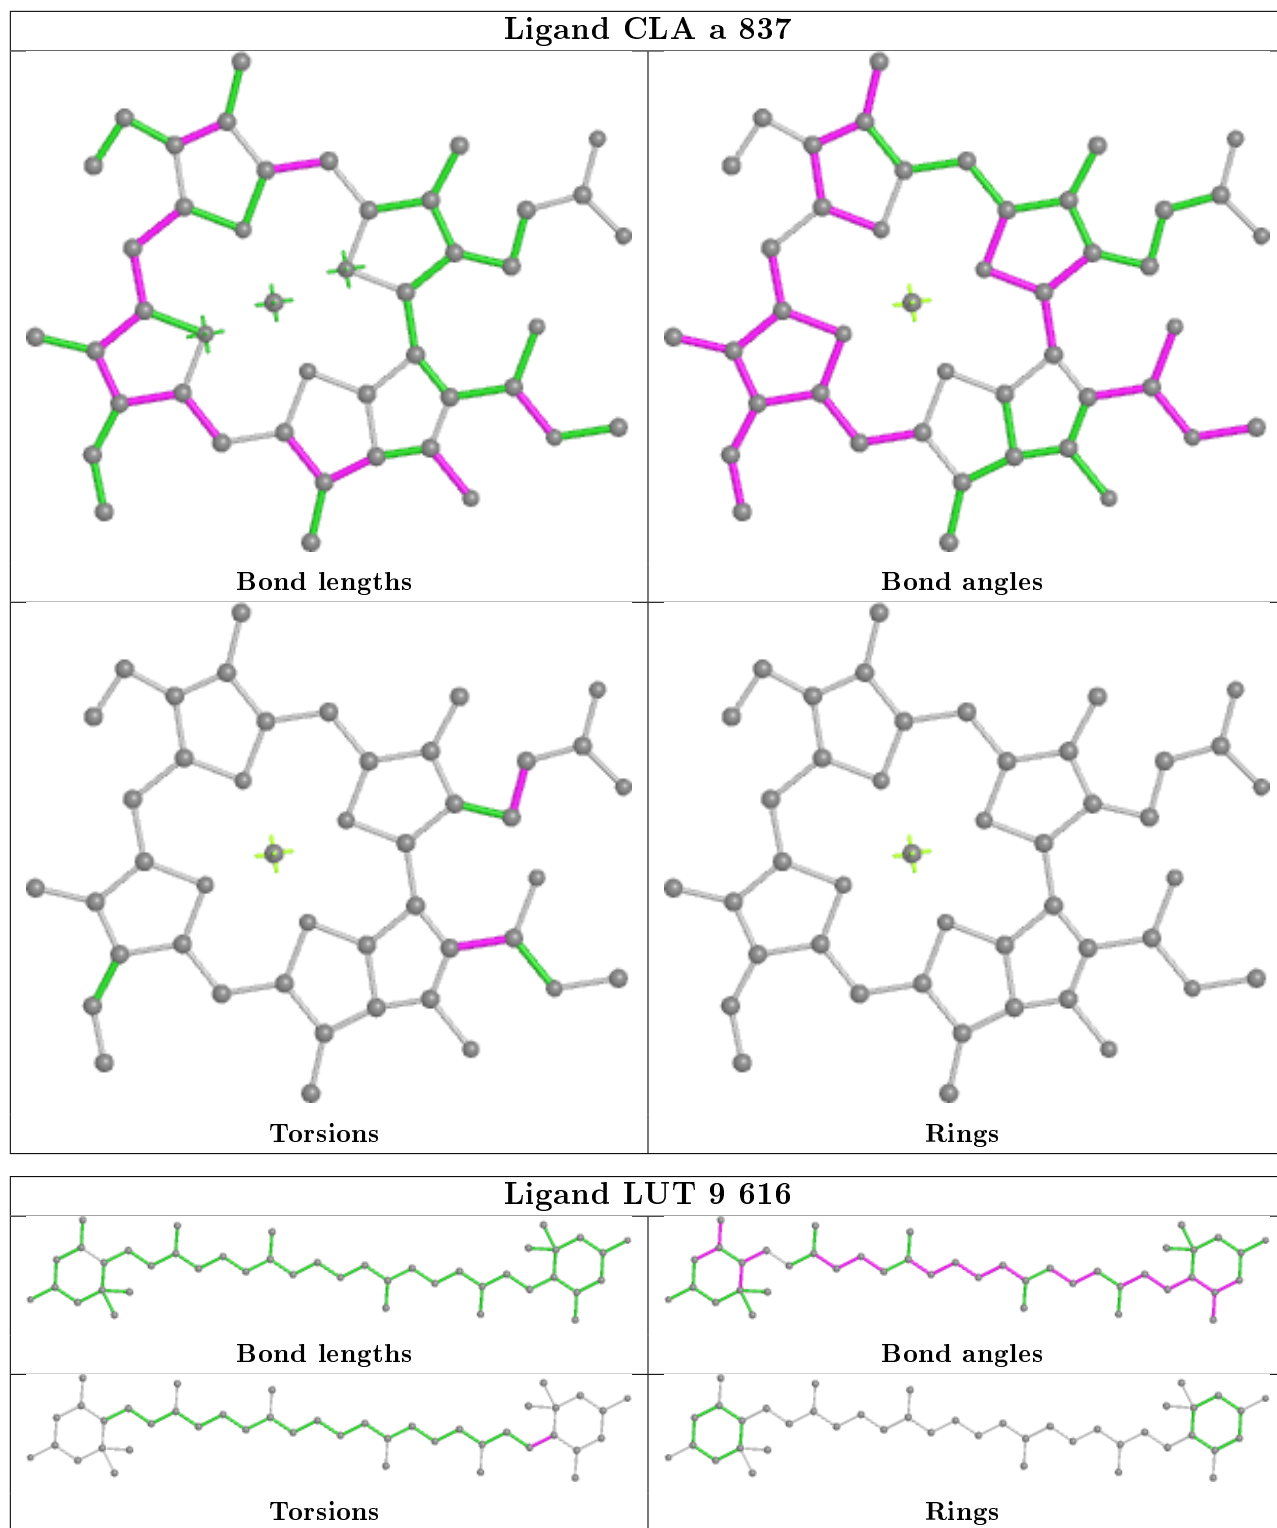 Ligand CLA a 837
Bond lengths
Bond angles
Torsions
Rings
Ligand LUT 9 616
Bond lengths
Bond angles
Torsions
Rings